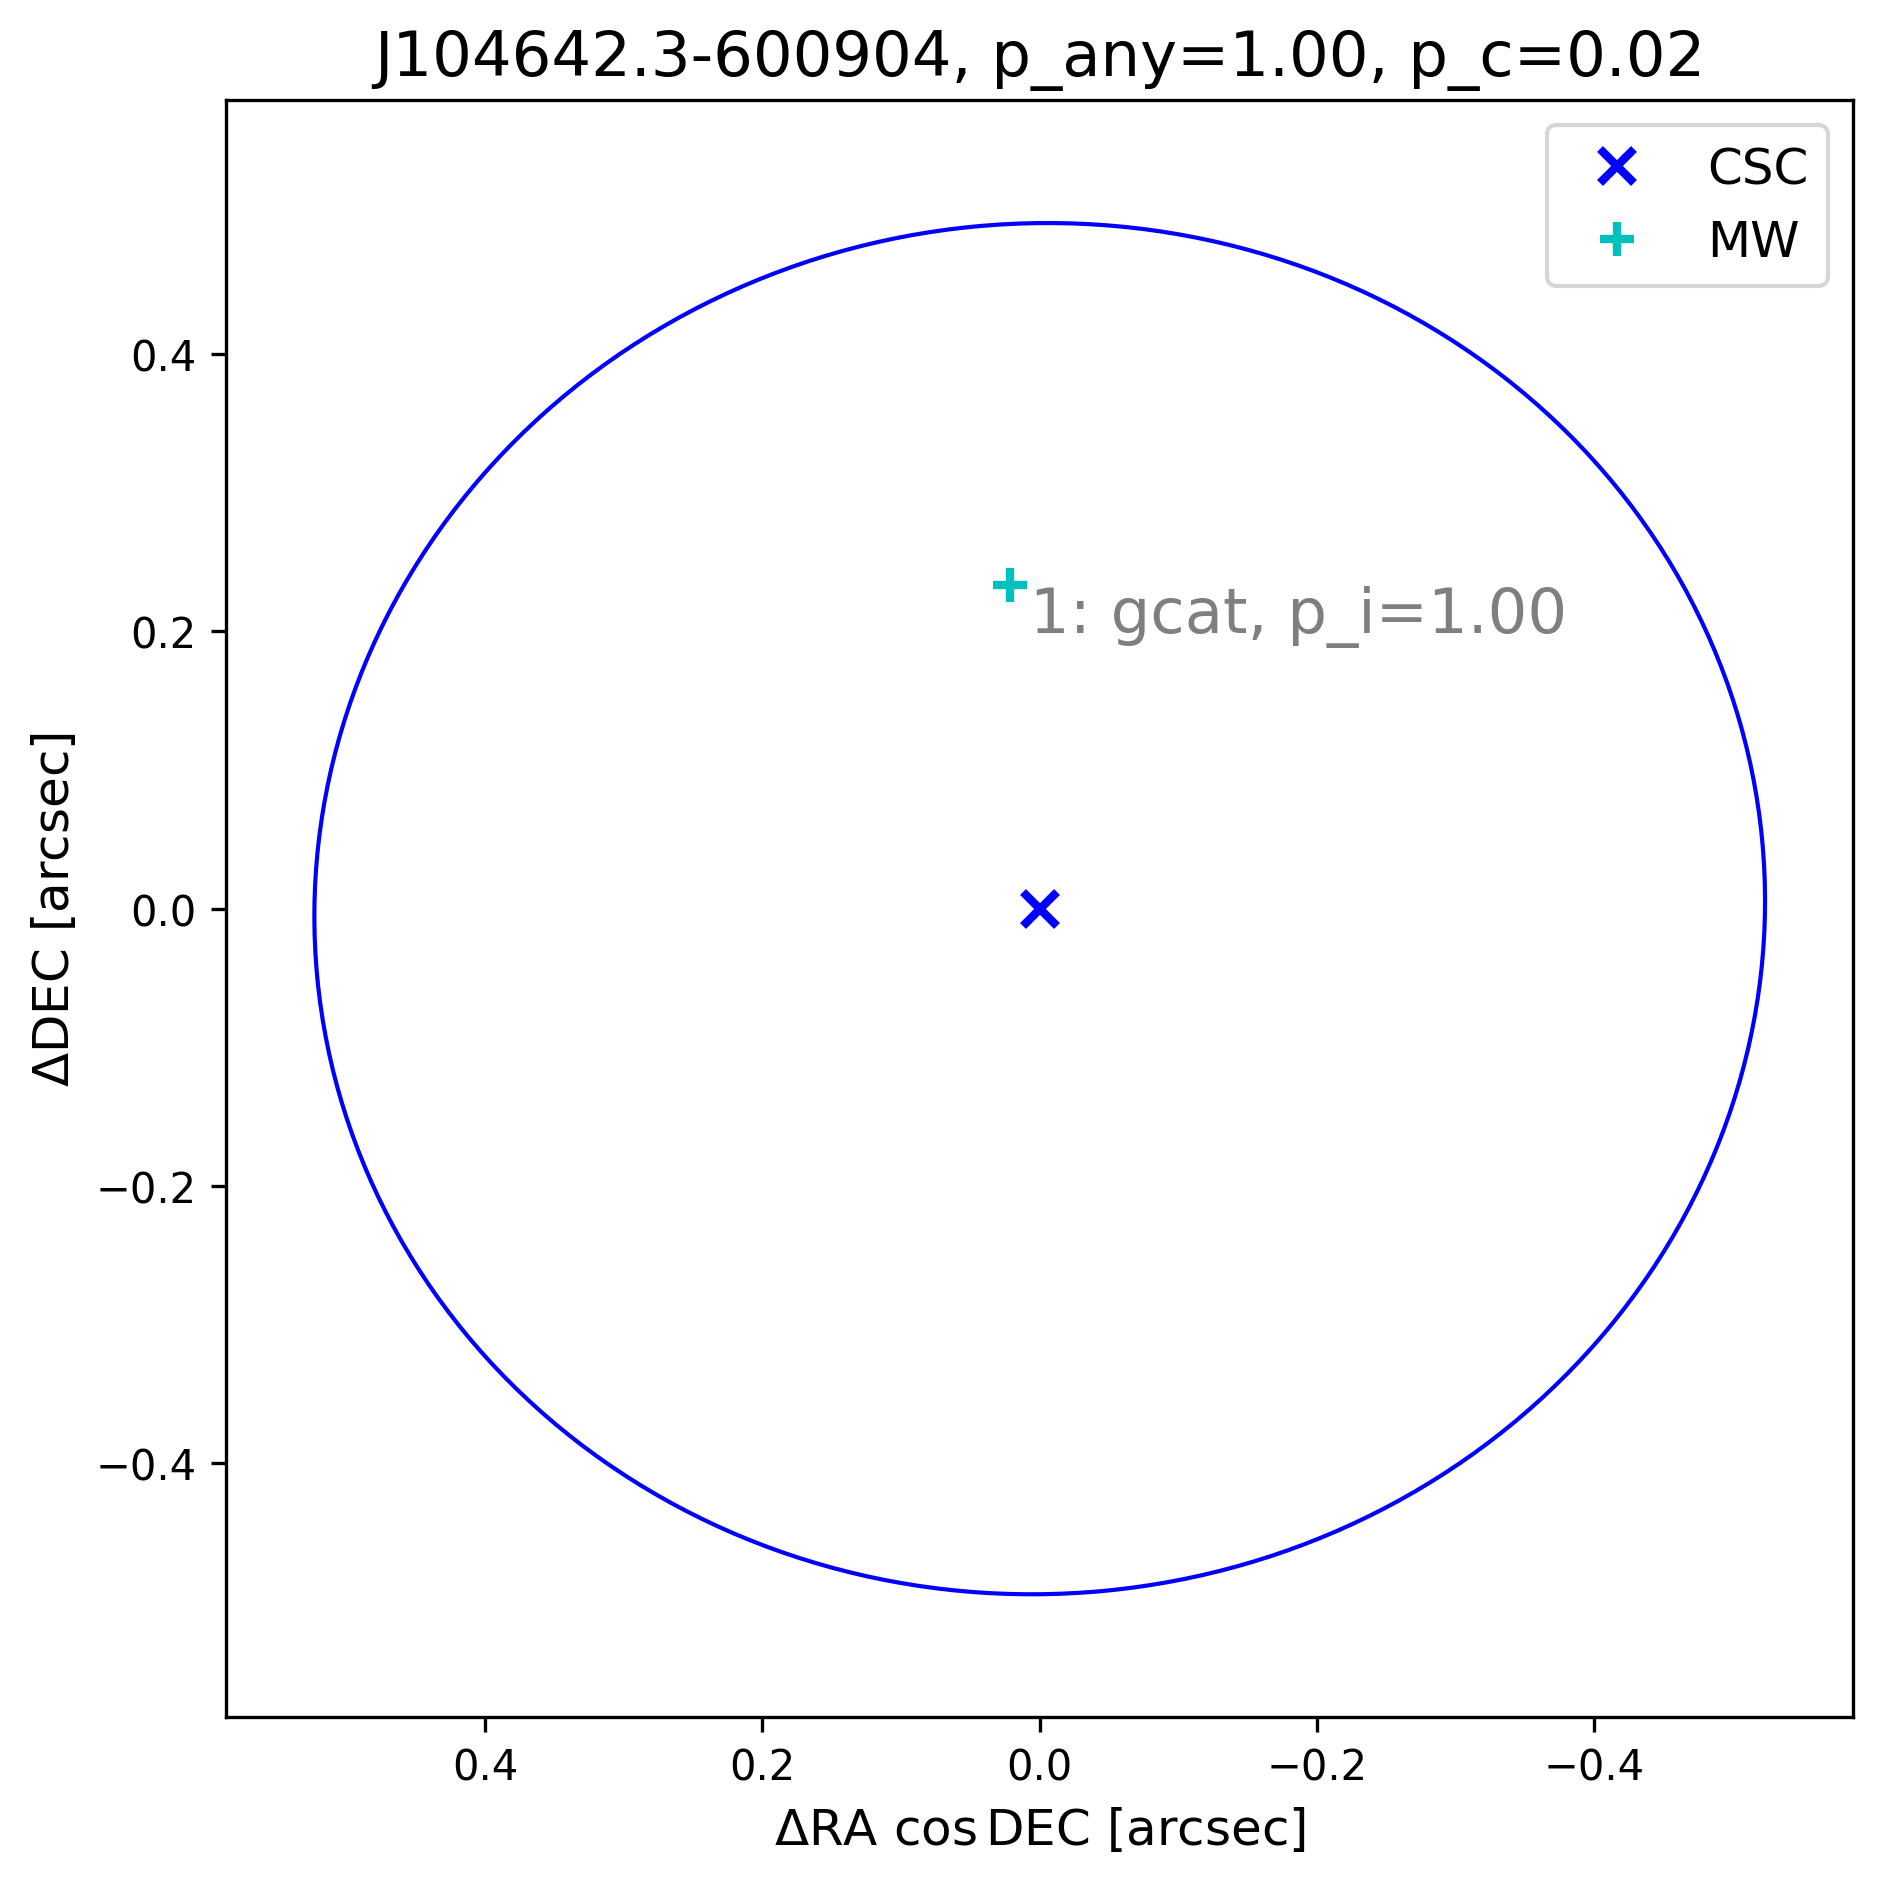 J104642.3-600904, p_any=1.00, p_c=0.02
CSC
MW
1: gcat, p_i=1.00
0.4
0.2
0.0
−0.2
−0.4
ΔDEC [arcsec]
0.4
0.2
0.0
−0.2
−0.4
ΔRA cos DEC [arcsec]